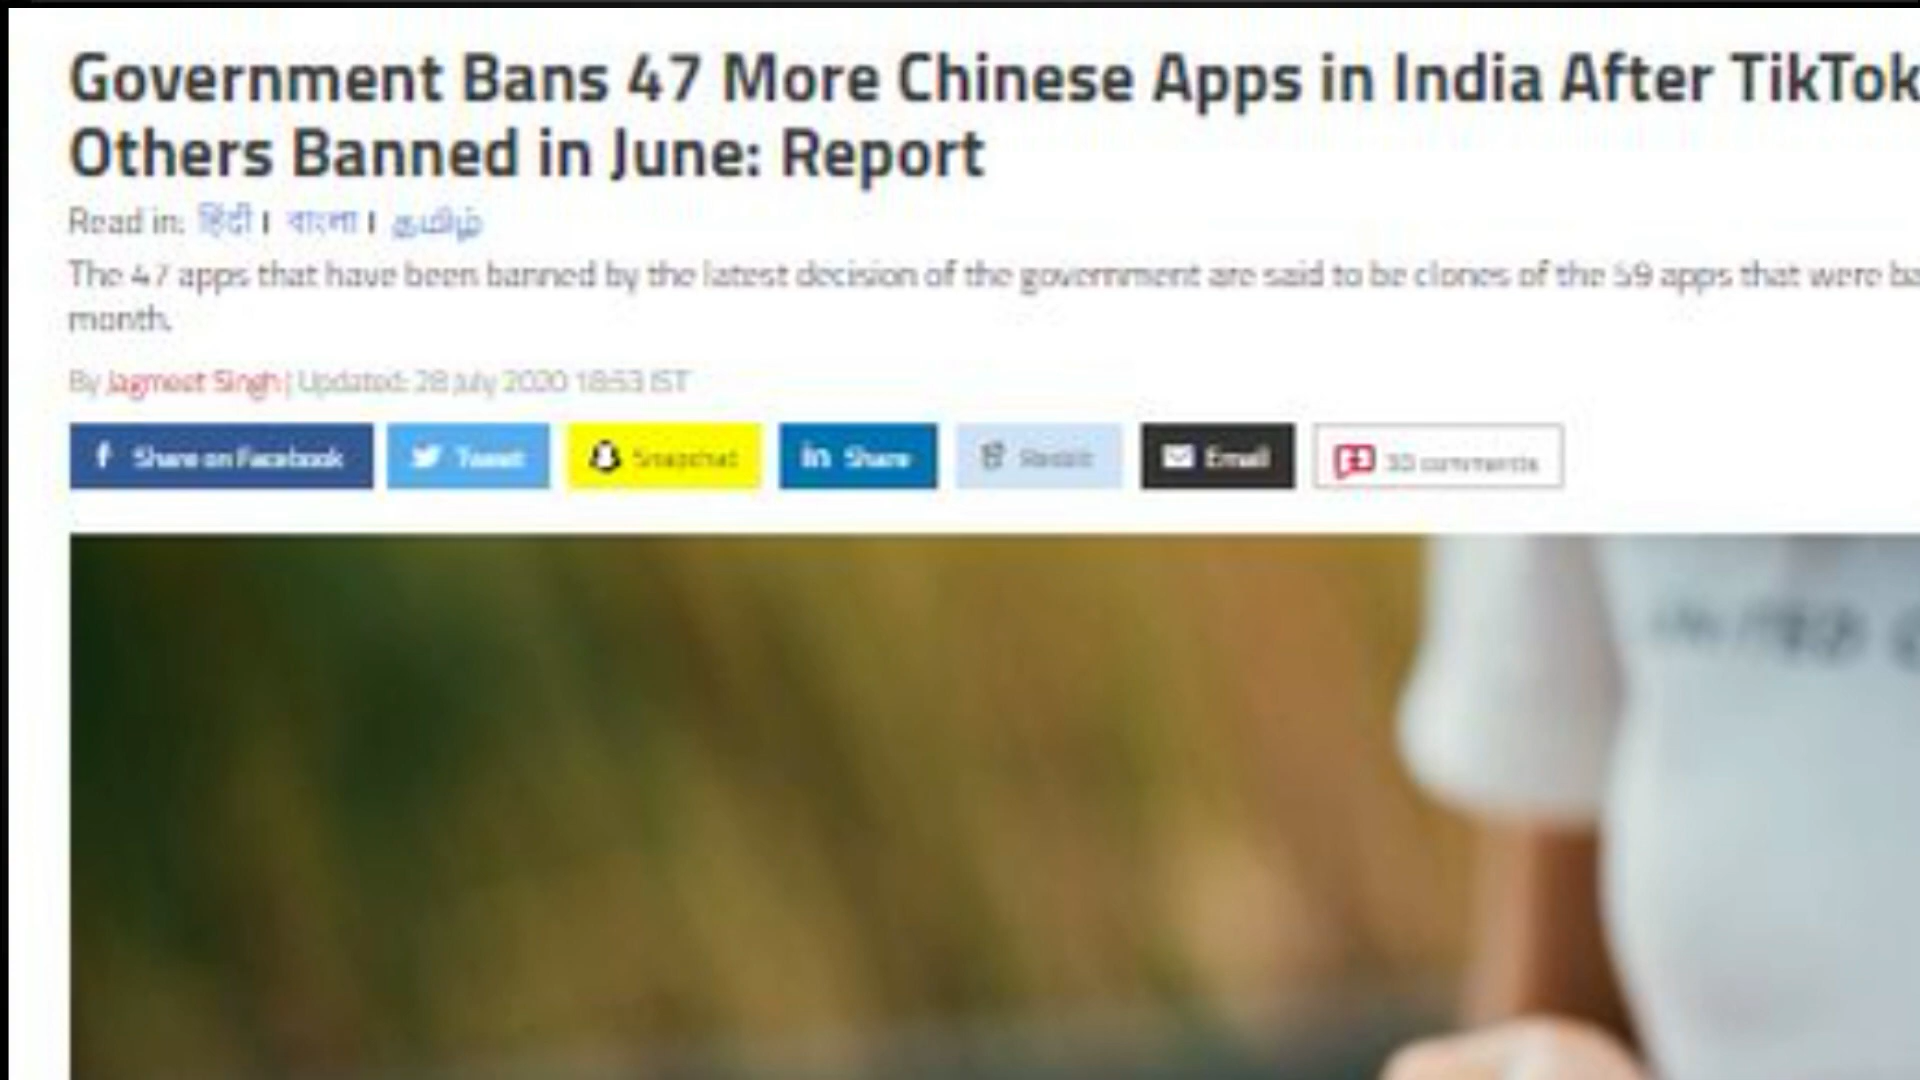 Government Bans 47 More Chinese Apps in India After TikTok
Others Banned in June: Report
Read in: हिंदी | বাংলা | தமிழ்
The 47 apps that have been banned by the latest decision of the government are said to be clones of the 59 apps that were ba
month.
By Jagmeet Singh | Updated: 28 July 2020 18:53 IST
Share on Facebook Tweet Snapchat in Share Reddit Email 30 comments